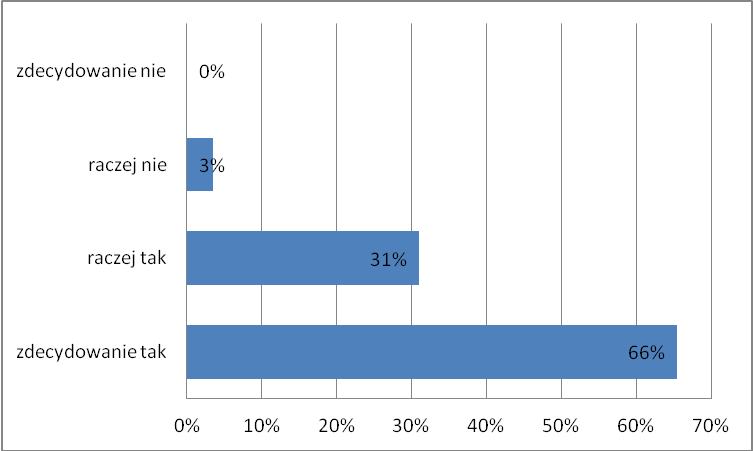 zdecydowanie nie 0%
raczej nie 3%
raczej tak 31%
zdecydowanie tak 66%
0% 10% 20% 30% 40% 50% 60% 70%